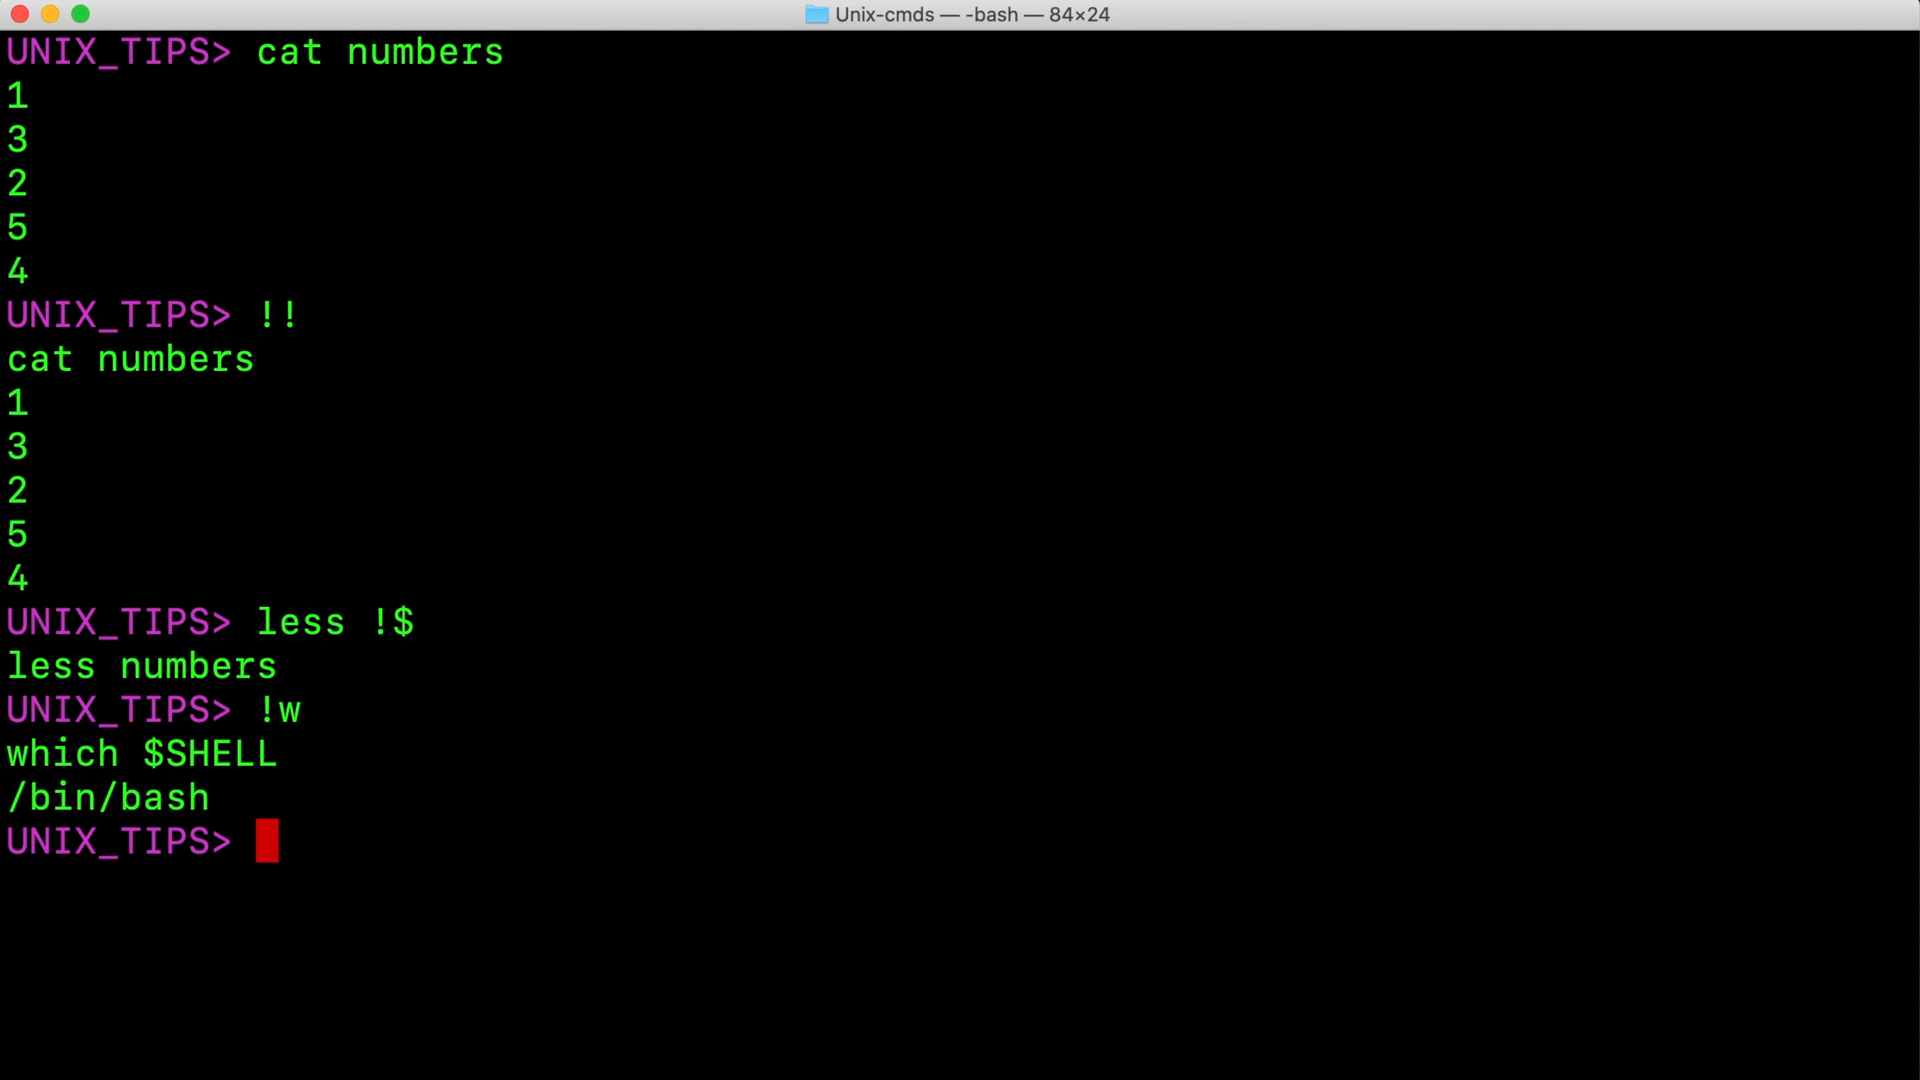 Unix-cmds — -bash — 84×24
UNIX_TIPS> cat numbers
1
3
2
5
4
UNIX_TIPS> !!
cat numbers
1
3
2
5
4
UNIX_TIPS> less !$
less numbers
UNIX_TIPS> !w
which $SHELL
/bin/bash
UNIX_TIPS>